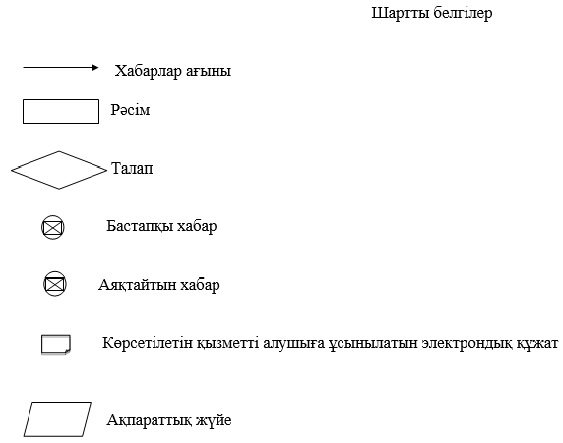 Шартты белгілер
Хабарлар ағыны
Рәсім
Талап
Бастапқы хабар
Аяқтайтын хабар
Көрсетілетін қызметті алушыға ұсынылатын электрондық құжат
Ақпараттық жүйе